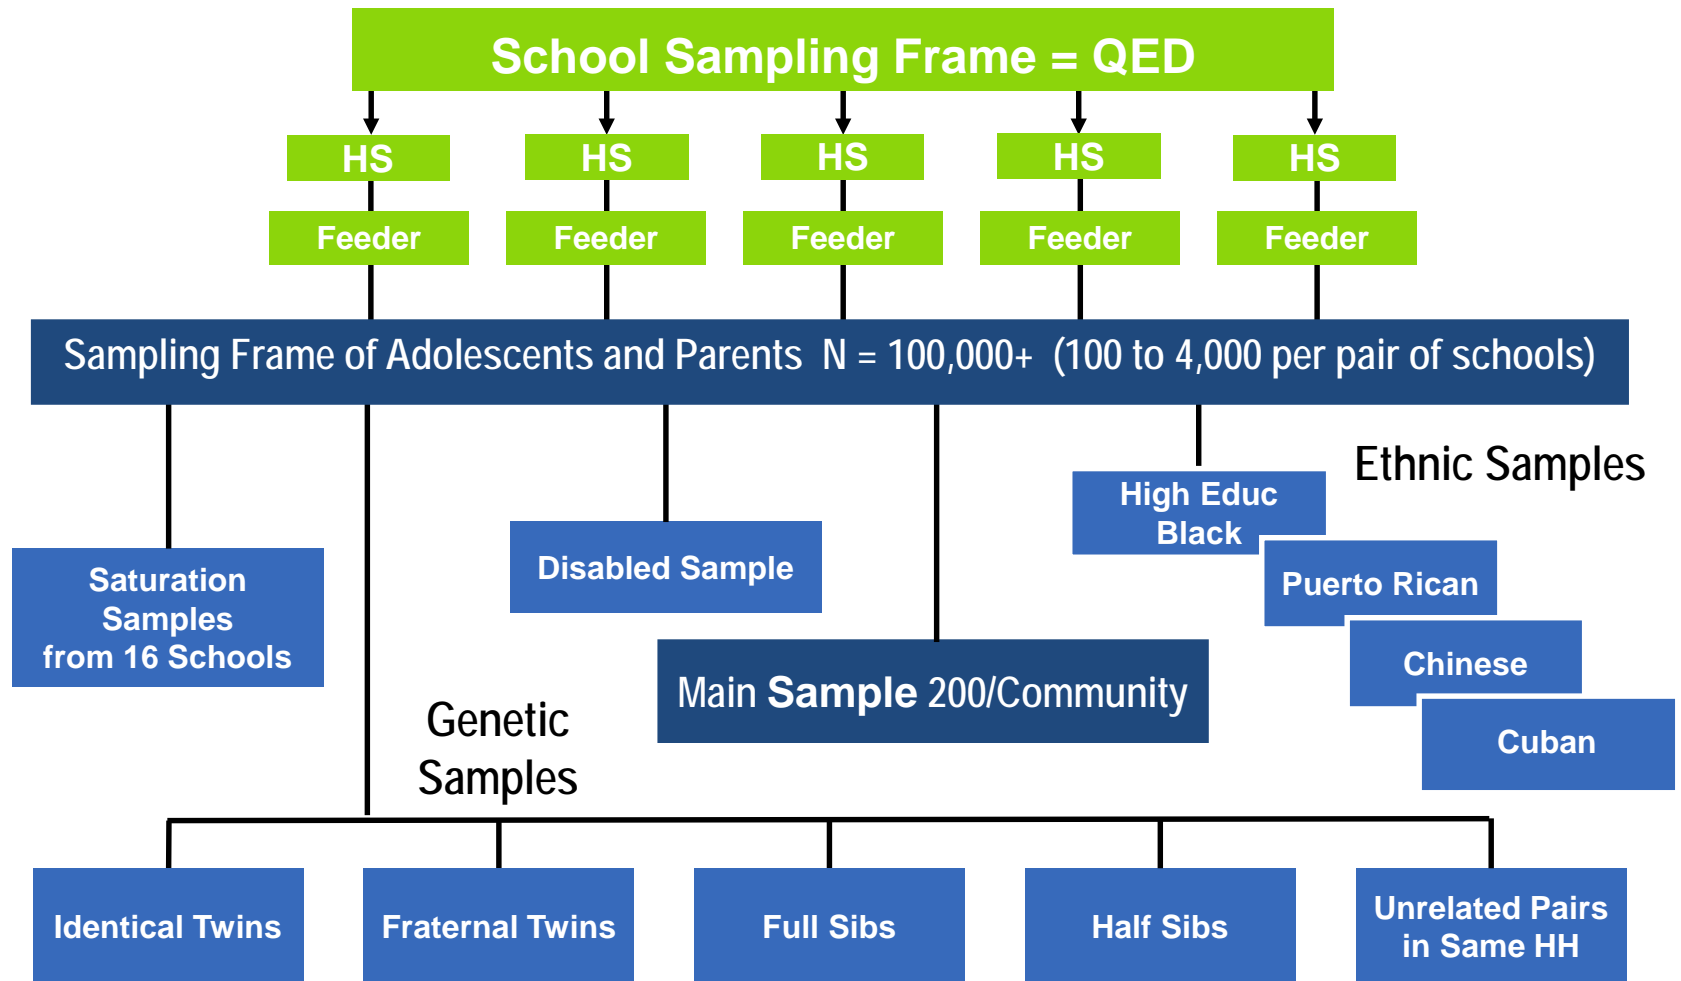 School Sampling Frame = QED
HS
HS
HS
HS
HS
Feeder
Feeder
Feeder
Feeder
Feeder
Sampling Frame of Adolescents and Parents N = 100,000+ (100 to 4,000 per pair of schools)
Ethnic Samples
High Educ
Black
Puerto Rican
Chinese
Cuban
Disabled Sample
Saturation
Samples
from 16 Schools
Main Sample 200/Community
Genetic
Samples
Identical Twins
Fraternal Twins
Full Sibs
Half Sibs
Unrelated Pairs
in Same HH